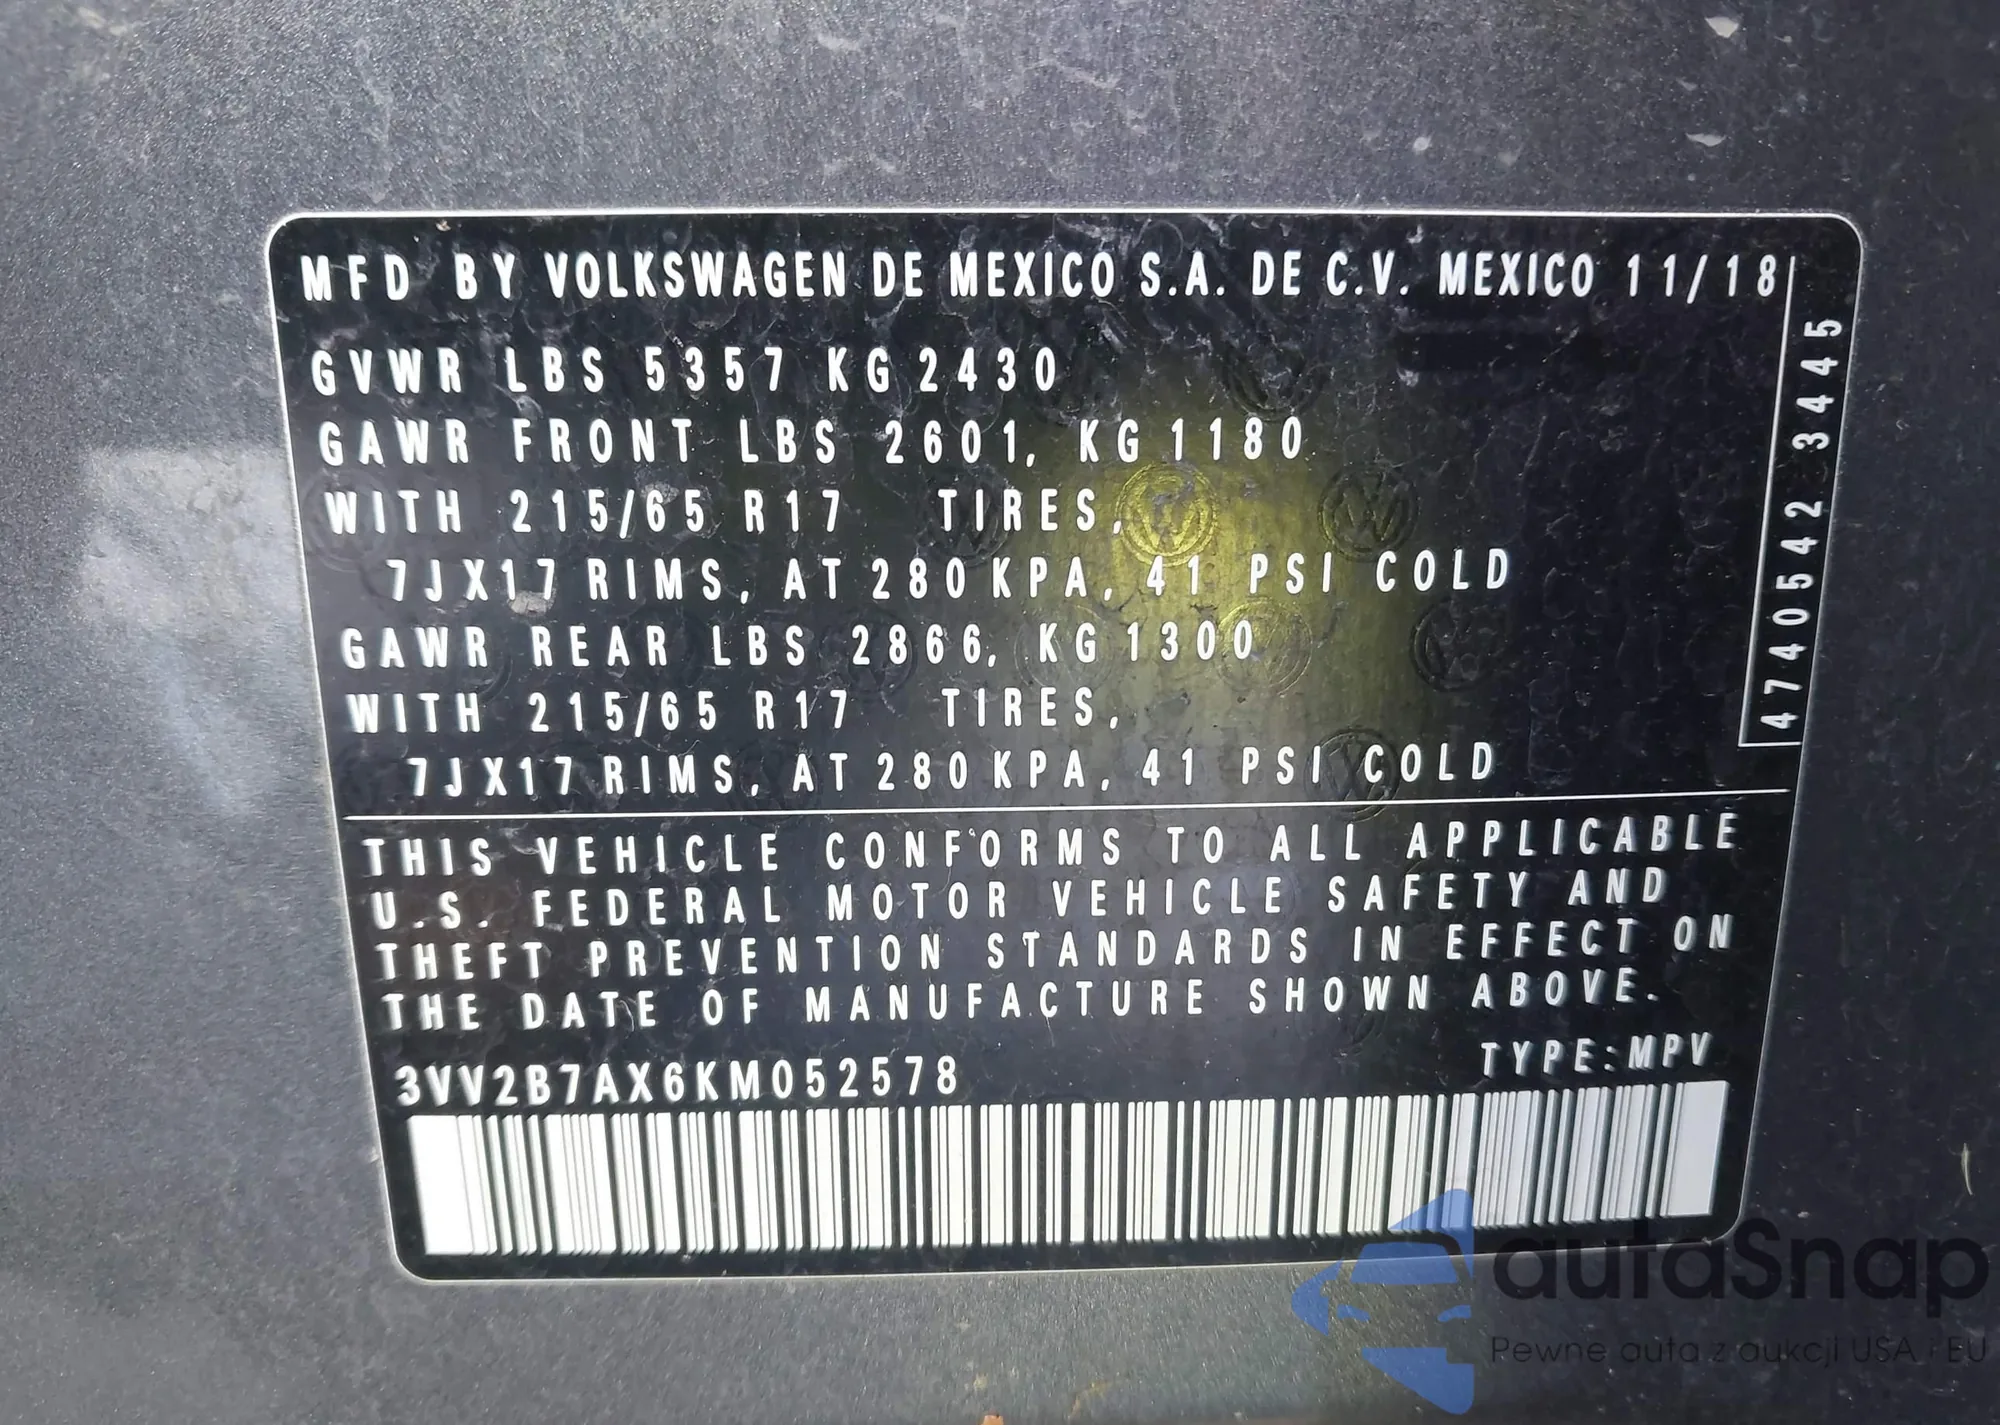 MFD BY VOLKSWAGEN DE MEXICO S.A. DE C.V. MEXICO 11/18
GVWR LBS 5357 KG 2430
GAWR FRONT LBS 2601, KG 1180
WITH 215/65 R17 TIRES,
7JX17 RIMS, AT 280 KPA, 41 PSI COLD
GAWR REAR LBS 2866, KG 1300
WITH 215/65 R17 TIRES,
7JX17 RIMS, AT 280 KPA, 41 PSI COLD
4740542 3445
THIS VEHICLE CONFORMS TO ALL APPLICABLE
U.S. FEDERAL MOTOR VEHICLE SAFETY AND
THEFT PREVENTION STANDARDS IN EFFECT ON
THE DATE OF MANUFACTURE SHOWN ABOVE.
TYPE:MPV
3VV2B7AX6KM052578
autaSnap
Pewne auta z aukcji USA i EU